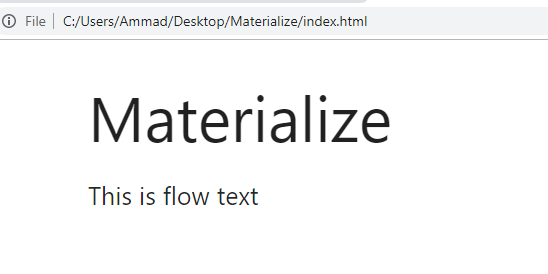 File C:/Users/Ammad/Desktop/Materialize/index.html
Materialize
This is flow text